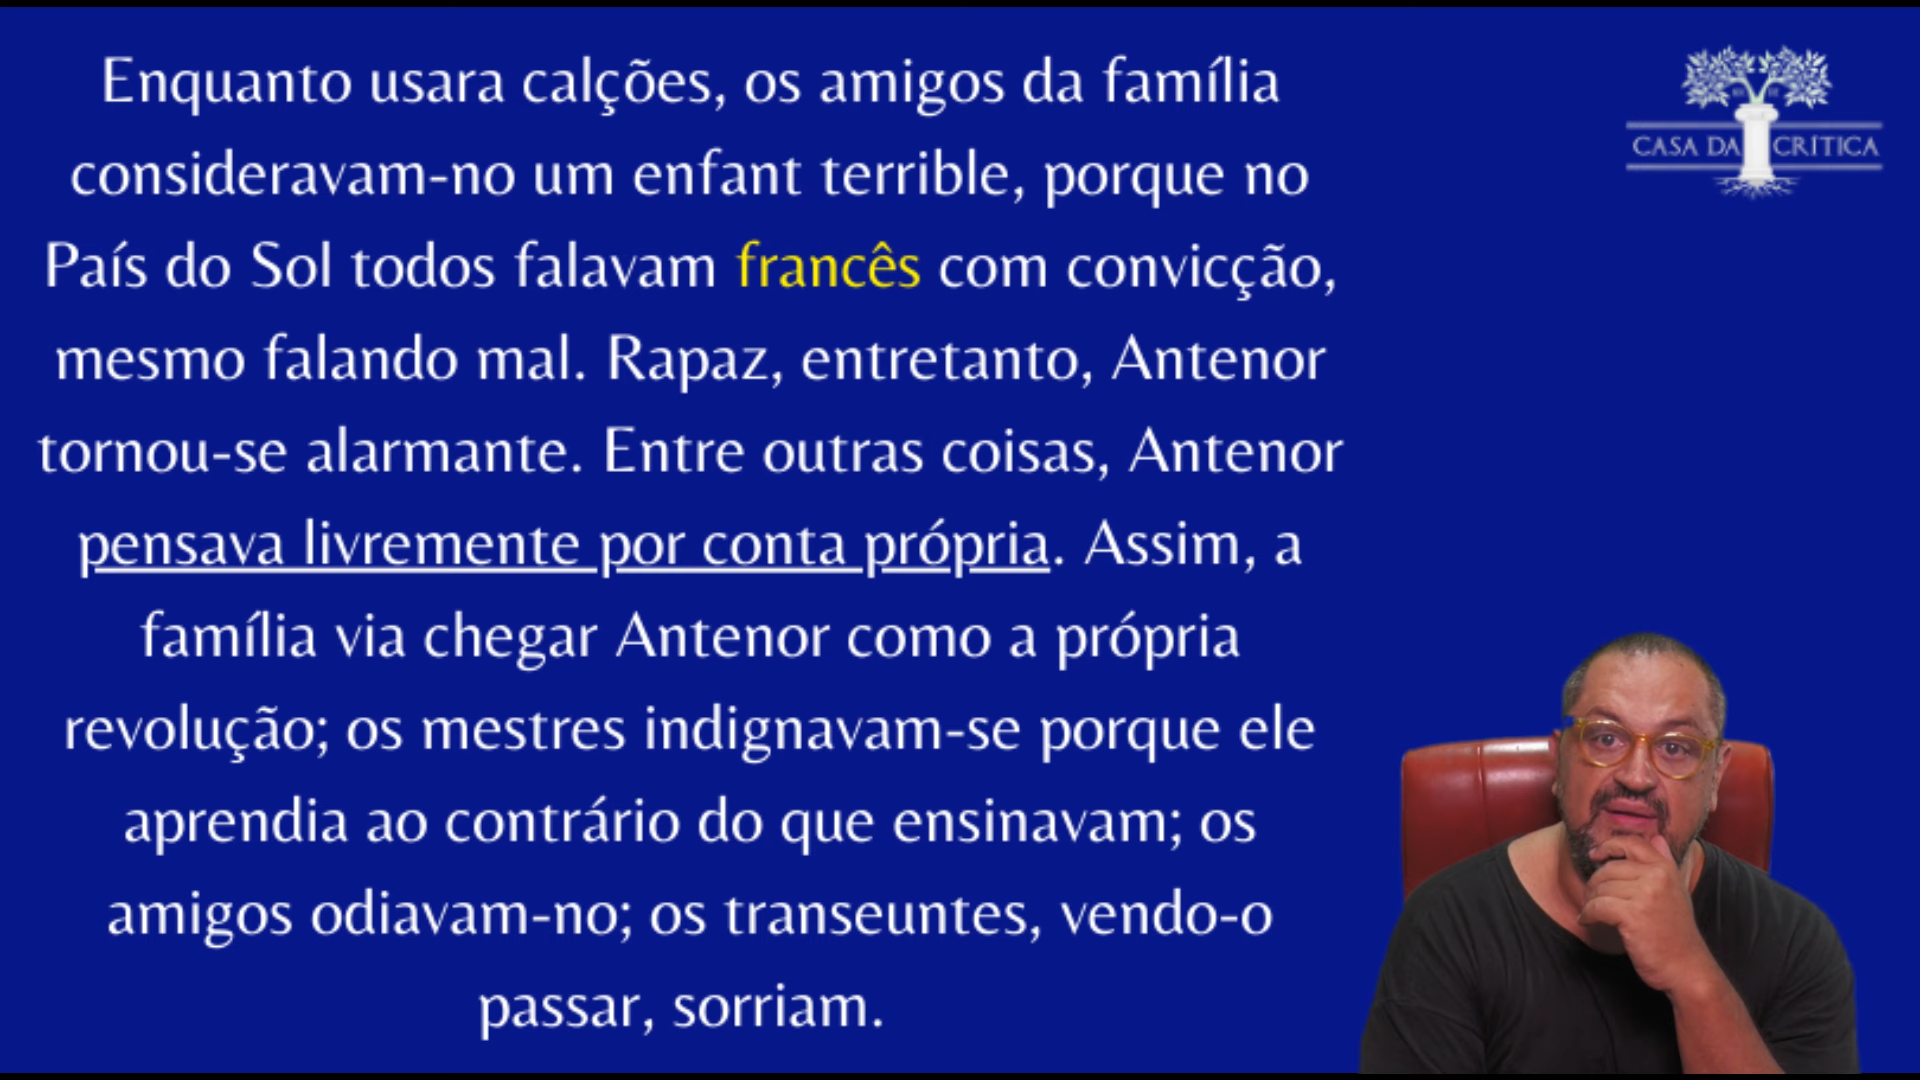 Enquanto usara calções, os amigos da família
consideravam-no um enfant terrible, porque no
País do Sol todos falavam francês com convicção,
mesmo falando mal. Rapaz, entretanto, Antenor
tornou-se alarmante. Entre outras coisas, Antenor
pensava livremente por conta própria. Assim, a
família via chegar Antenor como a própria
revolução; os mestres indignavam-se porque ele
aprendia ao contrário do que ensinavam; os
amigos odiavam-no; os transeuntes, vendo-o
passar, sorriam.
CASA DA CRÍTICA